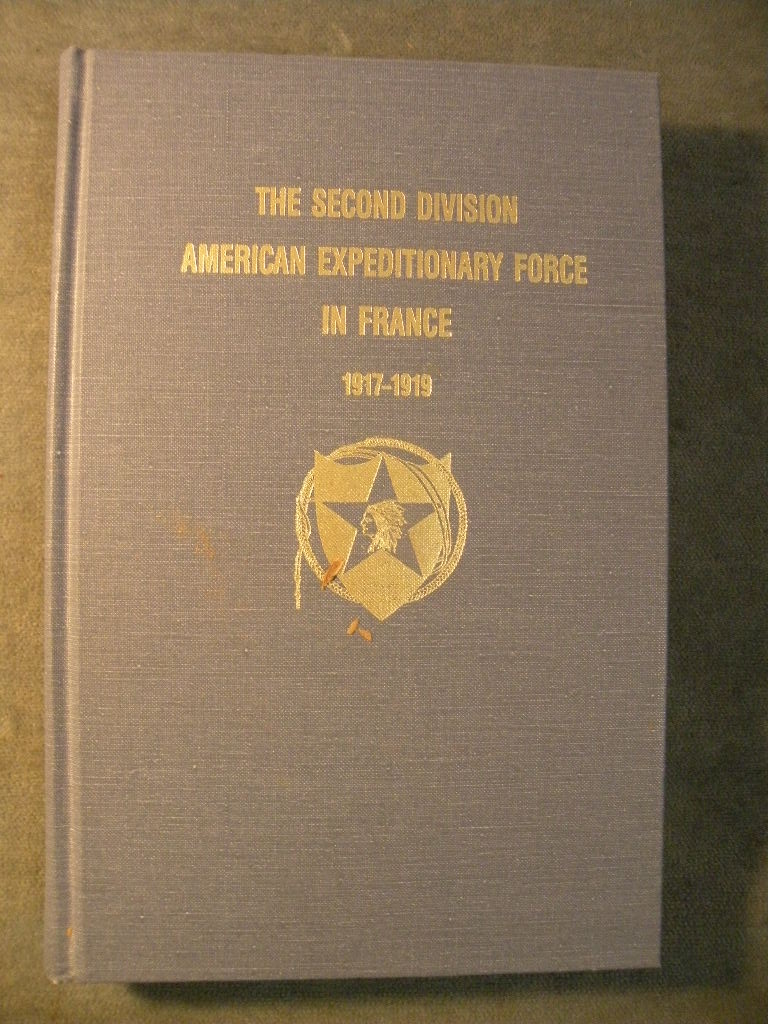 THE SECOND DIVISION
AMERICAN EXPEDITIONARY FORCE
IN FRANCE
1917-1919